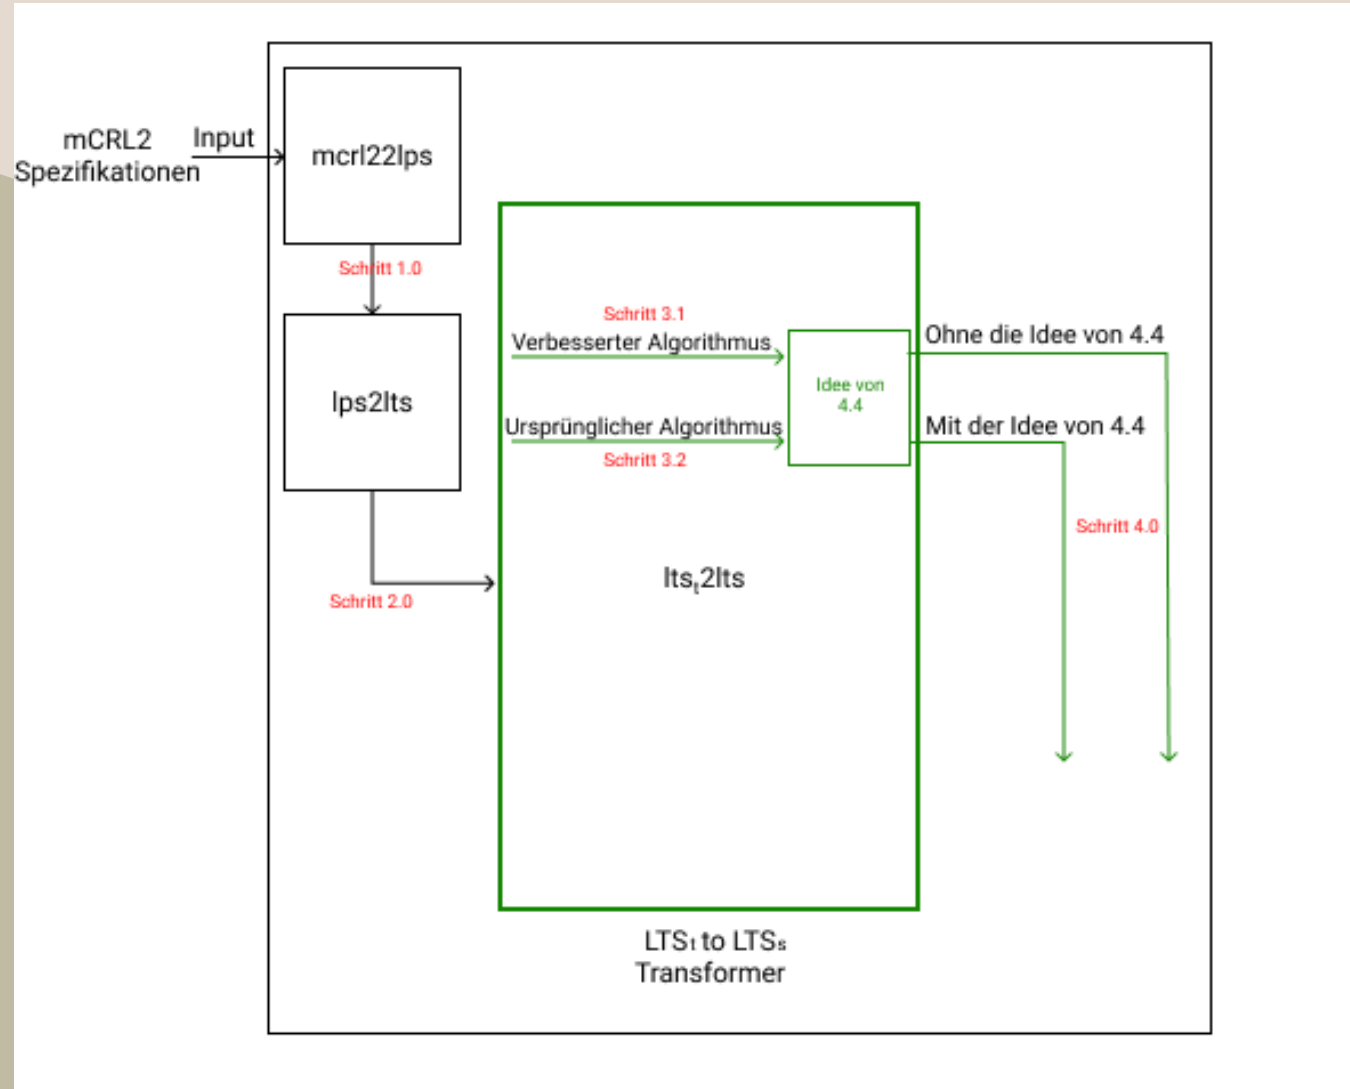 mCRL2
Spezifikationen
Input
mcrl22lps
Schritt 1.0
lps2lts
Schritt 2.0
Schritt 3.1
Verbesserter Algorithmus
Ursprünglicher Algorithmus
Schritt 3.2
Idee von
4.4
Ohne die Idee von 4.4
Mit der Idee von 4.4
Schritt 4.0
ltsₜ2lts
LTSₜ to LTSₛ
Transformer